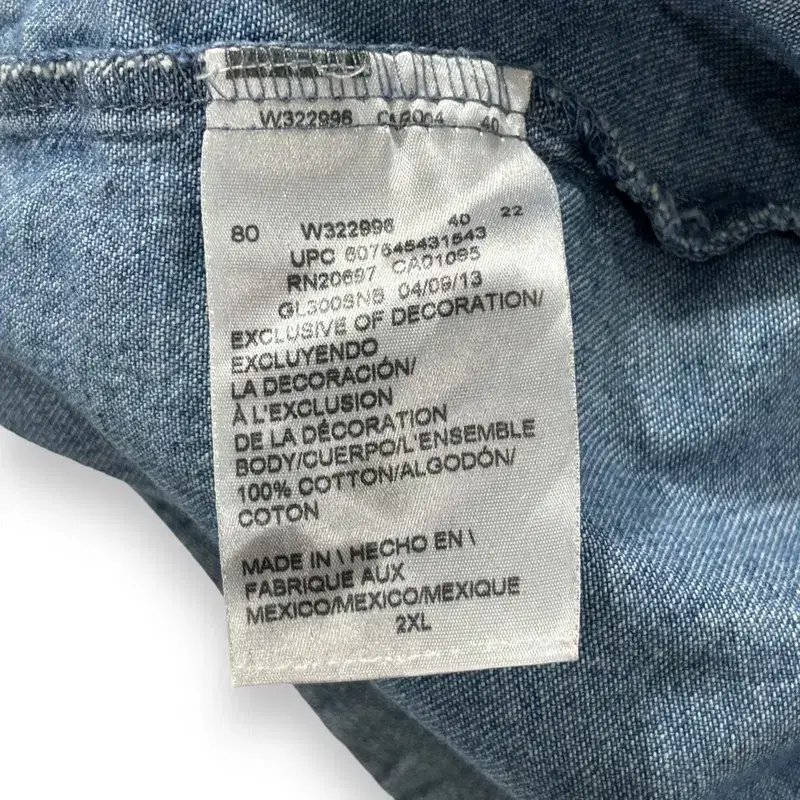 W322996 CA2004 40
80 W322996 40 22
UPC 607645431543
RN20697 CA01095
GL300SNS 04/09/13
EXCLUSIVE OF DECORATION/
EXCLUYENDO
LA DECORACIÓN/
À L'EXCLUSION
DE LA DÉCORATION
BODY/CUERPO/L'ENSEMBLE
100% COTTON/ALGODÓN/
COTON
MADE IN \ HECHO EN \
FABRIQUE AUX
MEXICO/MEXICO/MEXIQUE
2XL